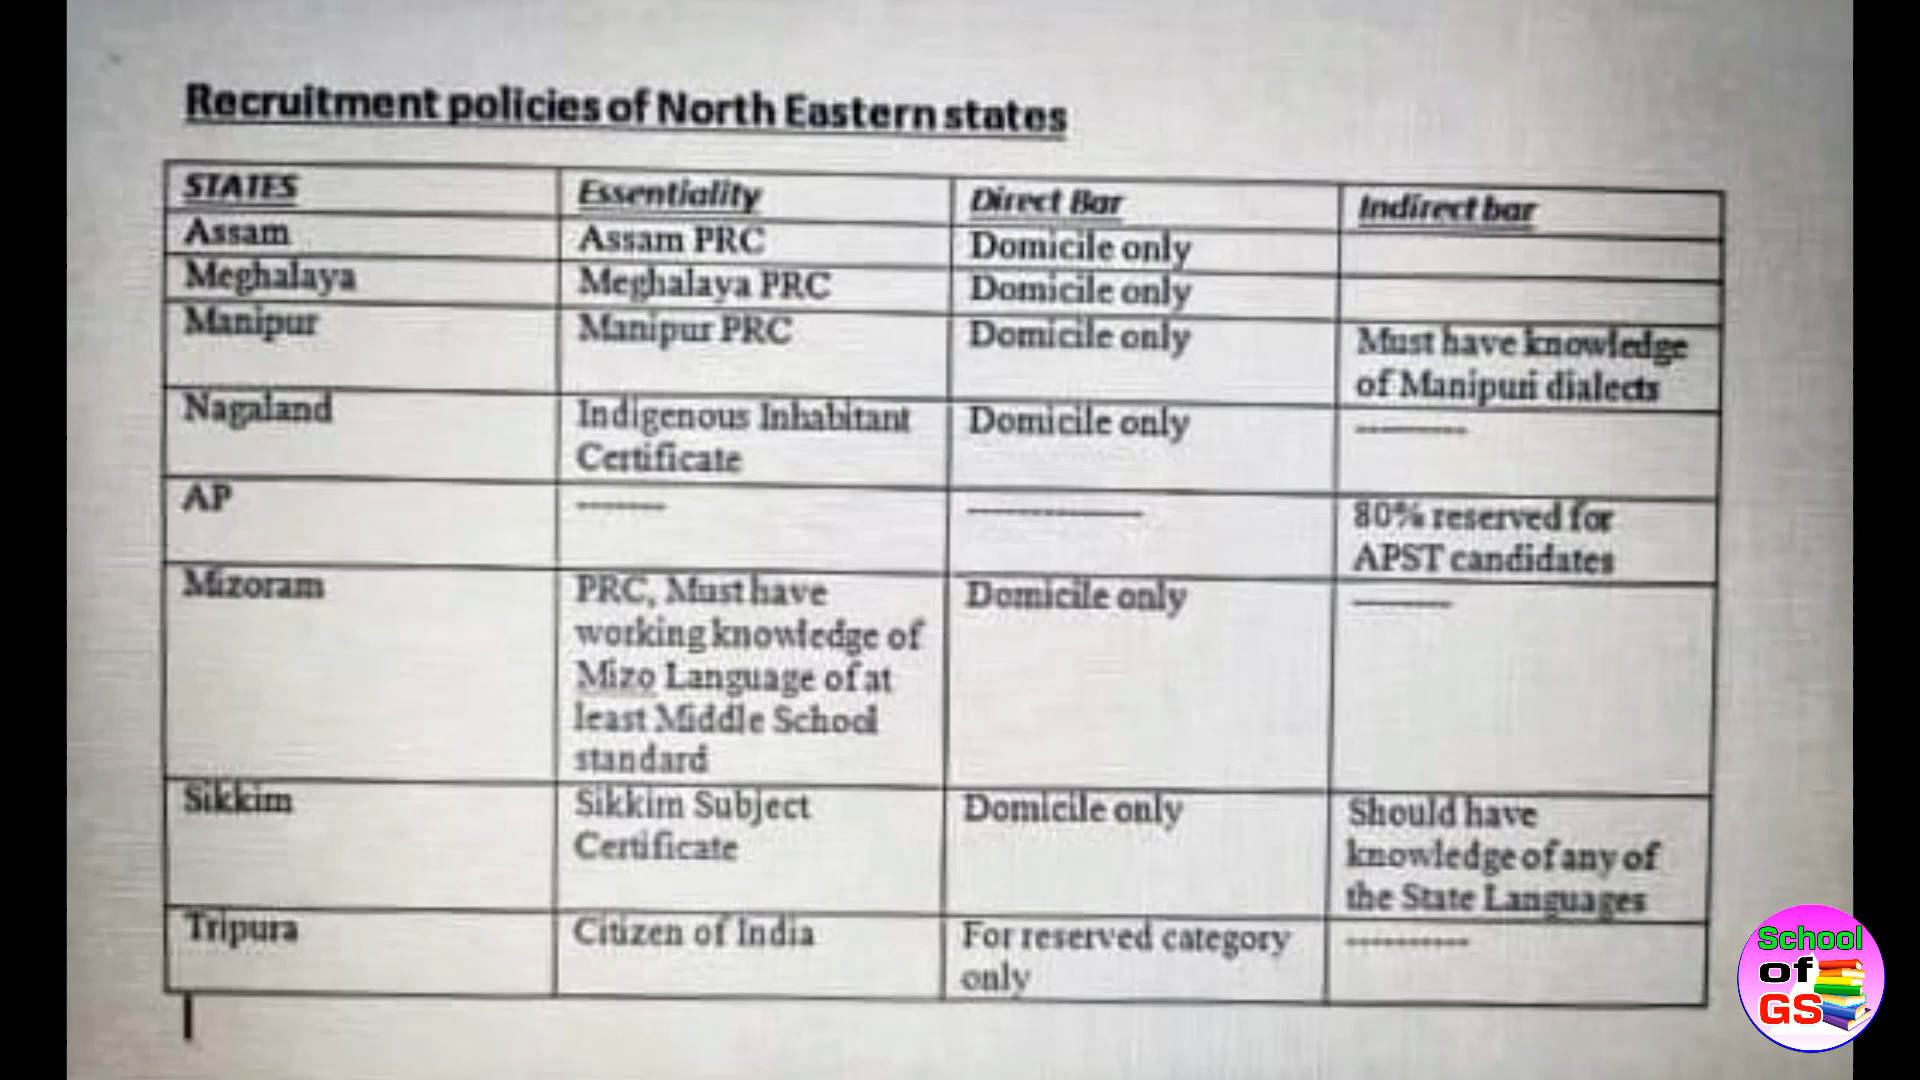 Recruitment policies of North Eastern states
STATES Essentiality Direct Bar Indirect bar
Assam Assam PRC Domicile only
Meghalaya Meghalaya PRC Domicile only
Manipur Manipur PRC Domicile only Must have knowledge
of Manipuri dialects
Nagaland Indigenous Inhabitant Domicile only ----------
Certificate
AP -------- ---------------- 80% reserved for
APST candidates
Mizoram PRC, Must have Domicile only ---------
working knowledge of
Mizo Language of at
least Middle School
standard
Sikkim Sikkim Subject Domicile only Should have
Certificate knowledge of any of
the State Languages
Tripura Citizen of India For reserved category -----------
only
School
of
GS